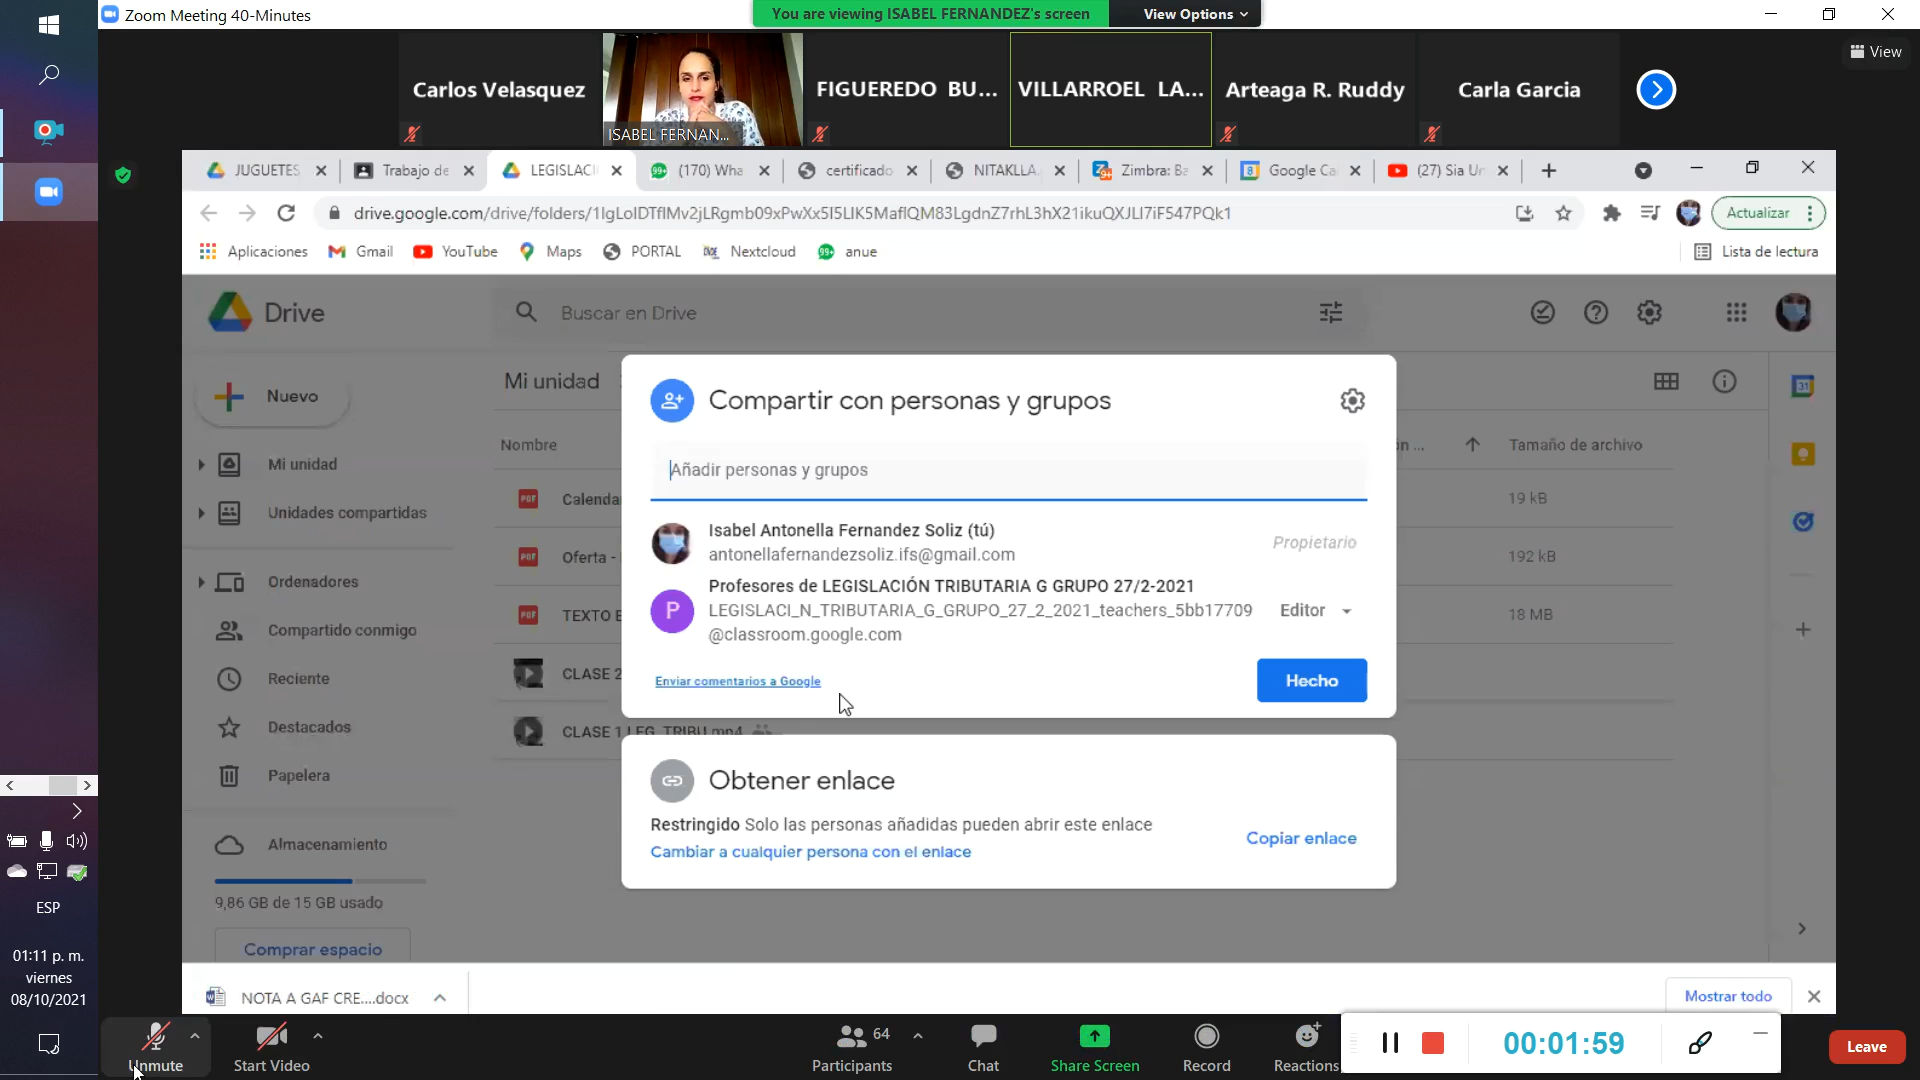 Zoom Meeting 40-Minutes
You are viewing ISABEL FERNANDEZ's screen
View Options
View
Carlos Velasquez
ISABEL FERNAN...
FIGUEREDO BU...
VILLARROEL LA...
Arteaga R. Ruddy
Carla Garcia
JUGUETES
Trabajo de
LEGISLACI
(170) Wha
certificado
NITAKLLA
Zimbra: Ba
Google Ca
(27) Sia Un
drive.google.com/drive/folders/1lgLoIDTflMv2jLRgmb09xPwXx5I5LIK5MaflQM83LgdnZ7rhL3hX21ikuQXJLI7iF547PQk1
Actualizar
Aplicaciones
Gmail
YouTube
Maps
PORTAL
Nextcloud
anue
Lista de lectura
Drive
Buscar en Drive
Nuevo
Mi unidad
Unidades compartidas
Ordenadores
Compartido conmigo
Reciente
Destacados
Papelera
Almacenamiento
9,86 GB de 15 GB usado
Comprar espacio
Mi unidad
Nombre
Tamaño de archivo
Calenda
19 kB
Oferta -
192 kB
TEXTO
18 MB
CLASE 2
CLASE 1 LEG. TRIBU.mp4
Compartir con personas y grupos
Añadir personas y grupos
Isabel Antonella Fernandez Soliz (tú)
antonellafernandezsoliz.ifs@gmail.com
Propietario
P
Profesores de LEGISLACIÓN TRIBUTARIA G GRUPO 27/2-2021
LEGISLACI_N_TRIBUTARIA_G_GRUPO_27_2_2021_teachers_5bb17709
@classroom.google.com
Editor
Enviar comentarios a Google
Hecho
Obtener enlace
Restringido Solo las personas añadidas pueden abrir este enlace
Cambiar a cualquier persona con el enlace
Copiar enlace
NOTA A GAF CRE....docx
Mostrar todo
ESP
01:11 p. m.
viernes
08/10/2021
Unmute
Start Video
64
Participants
Chat
Share Screen
Record
Reactions
00:01:59
Leave